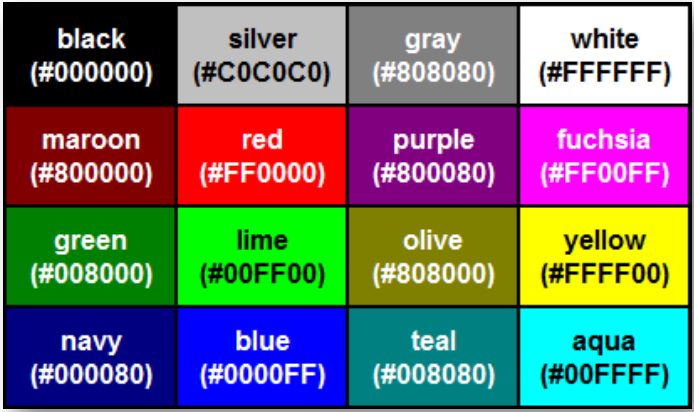 black
(#000000)
silver
(#C0C0C0)
gray
(#808080)
white
(#FFFFFF)
maroon
(#800000)
red
(#FF0000)
purple
(#800080)
fuchsia
(#FF00FF)
green
(#008000)
lime
(#00FF00)
olive
(#808000)
yellow
(#FFFF00)
navy
(#000080)
blue
(#0000FF)
teal
(#008080)
aqua
(#00FFFF)